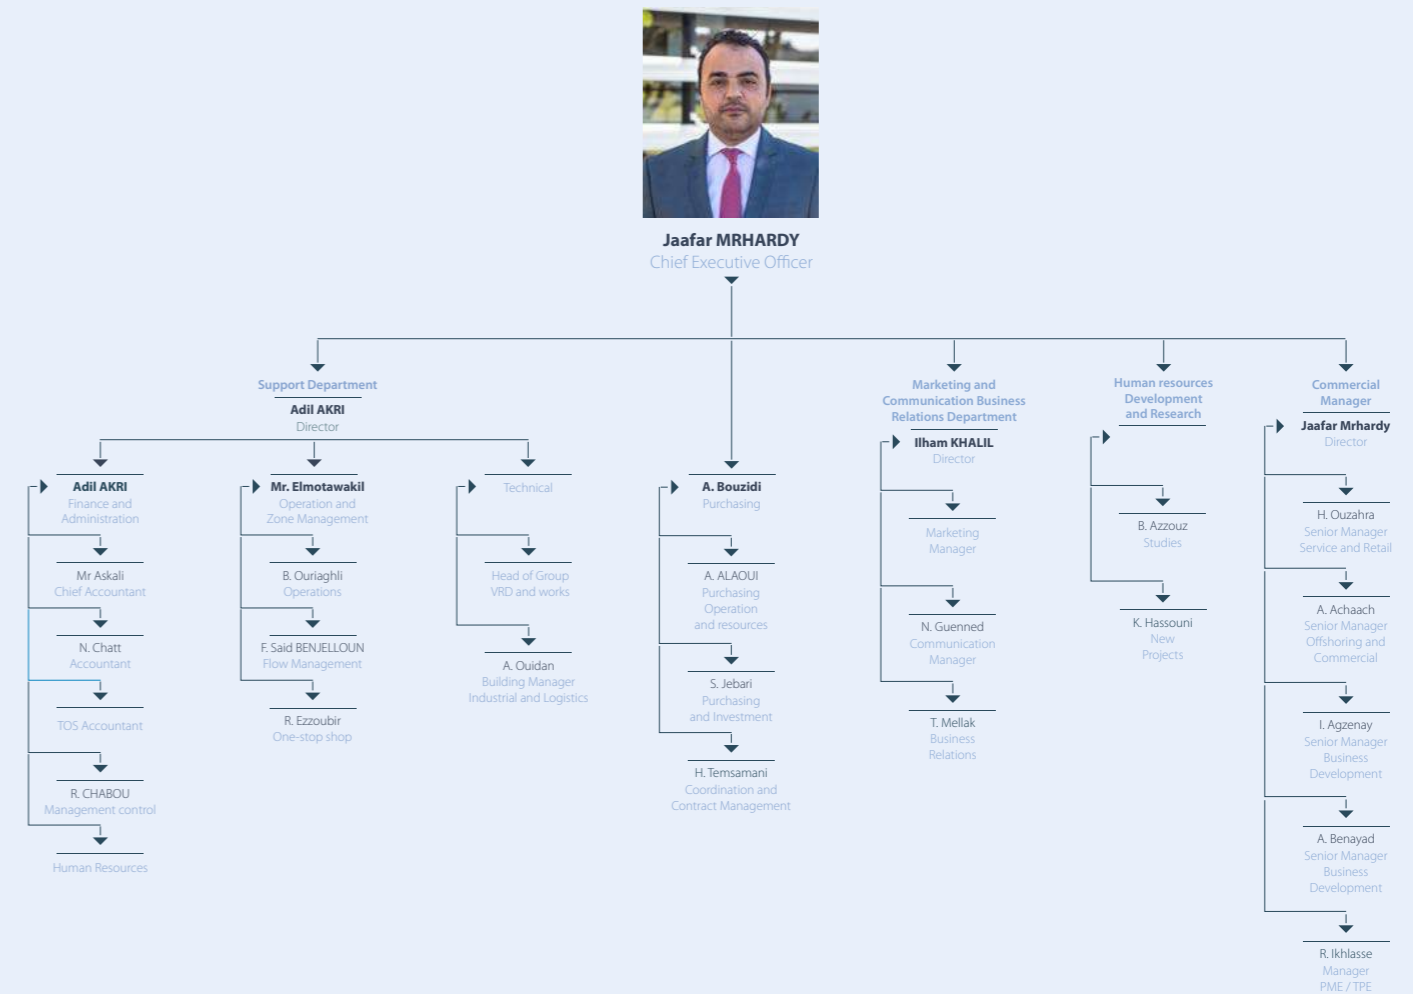 Jaafar MRHARDY
Chief Executive Officer
Support Department
Adil AKRI
Director
Adil AKRI
Finance and
Administration
Mr Askali
Chief Accountant
N. Chatt
Accountant
TOS Accountant
R. CHABOU
Management control
Human Resources
Mr. Elmotawakil
Operation and
Zone Management
B. Ouriaghli
Operations
F. Said BENJELLOUN
Flow Management
R. Ezzoubir
One-stop shop
Technical
Head of Group
VRD and works
A. Ouidan
Building Manager
Industrial and Logistics
A. Bouzidi
Purchasing
A. ALAOUI
Purchasing
Operation
and resources
S. Jebari
Purchasing
and Investment
H. Temsamani
Coordination and
Contract Management
Marketing and
Communication Business
Relations Department
Ilham KHALIL
Director
Marketing
Manager
N. Guenned
Communication
Manager
T. Mellak
Business
Relations
Human resources
Development
and Research
B. Azzouz
Studies
K. Hassouni
New
Projects
Commercial
Manager
Jaafar Mrhardy
Director
H. Ouzahra
Senior Manager
Service and Retail
A. Achaach
Senior Manager
Offshoring and
Commercial
I. Agzenay
Senior Manager
Business
Development
A. Benayad
Senior Manager
Business
Development
R. Ikhlasse
Manager
PME / TPE